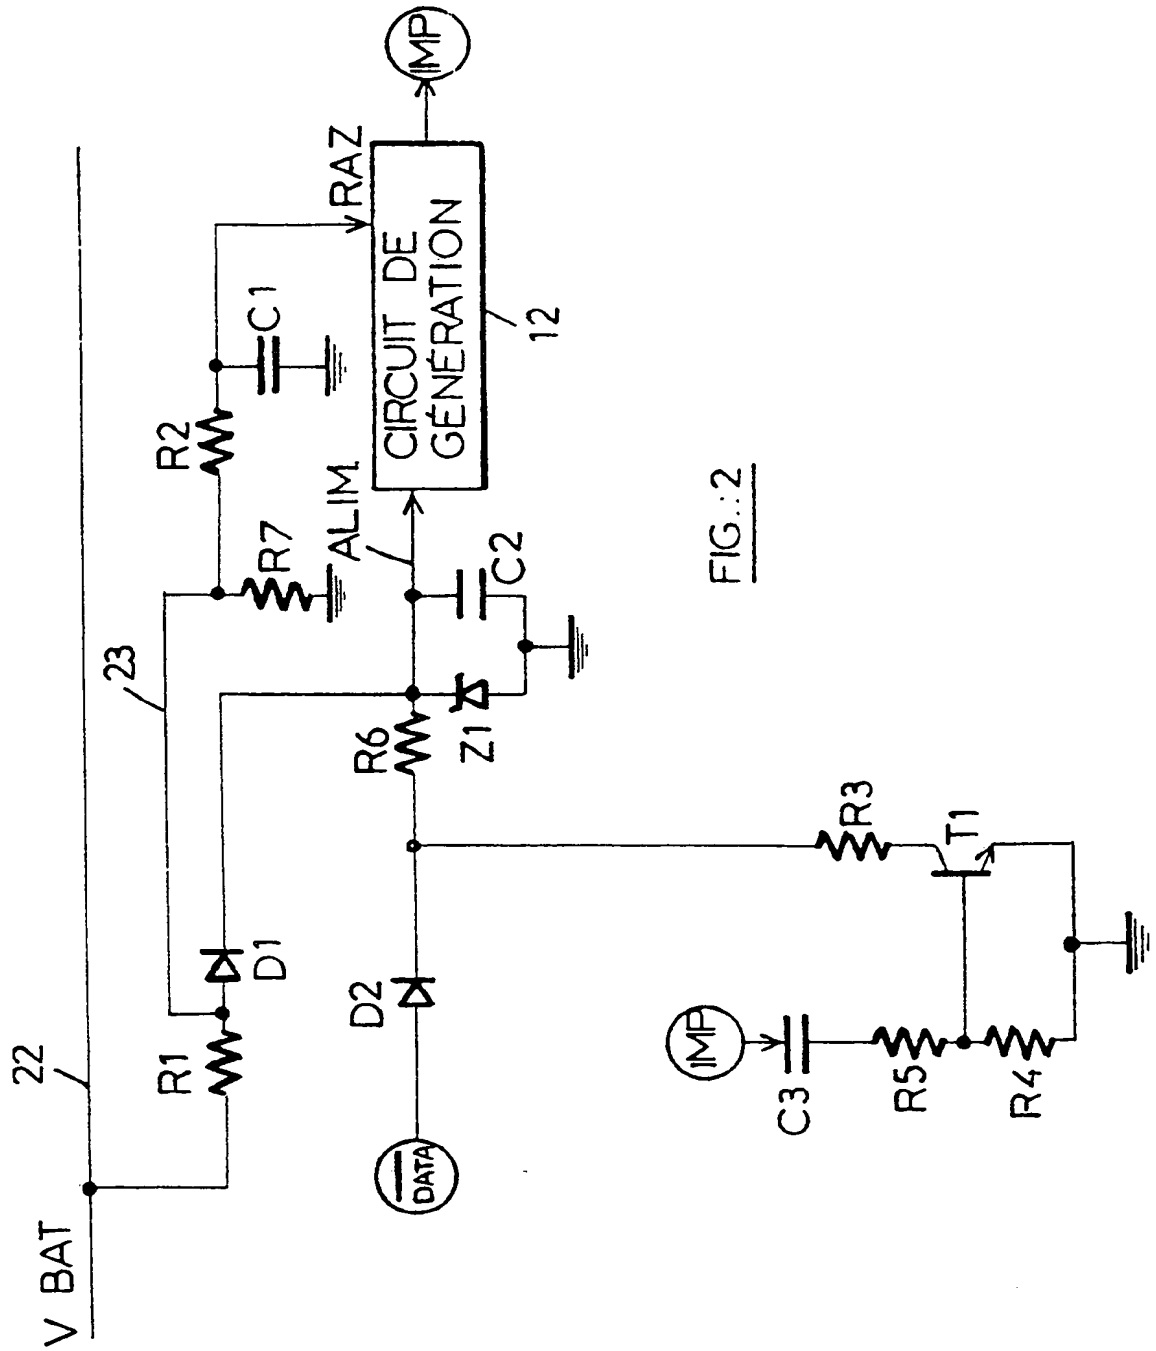 V BAT
22
R1
23
D1
R7
R2
C1
RAZ
DATA
D2
R6
ALIM.
Z1
C2
CIRCUIT DE
GÉNÉRATION
12
IMP
IMP
C3
R5
R4
R3
T1
FIG.:2